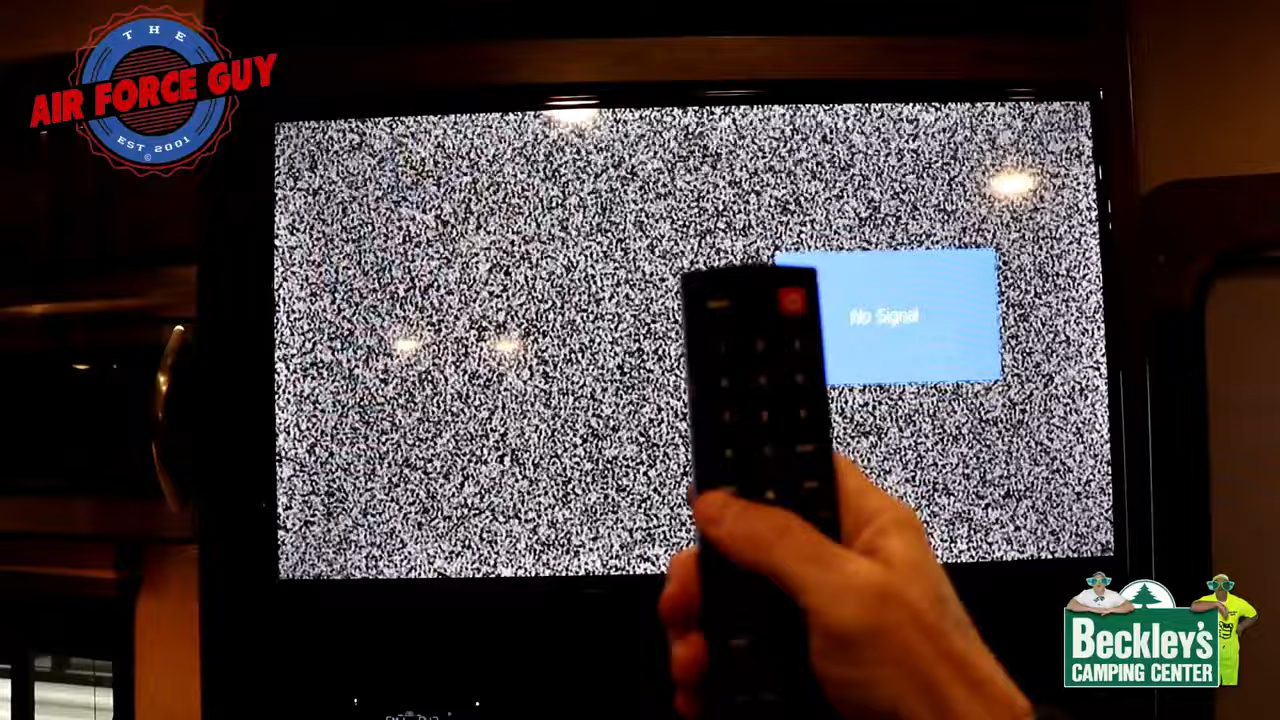 THE
AIR FORCE GUY
EST 2001
©
No Signal
Beckley's
CAMPING CENTER